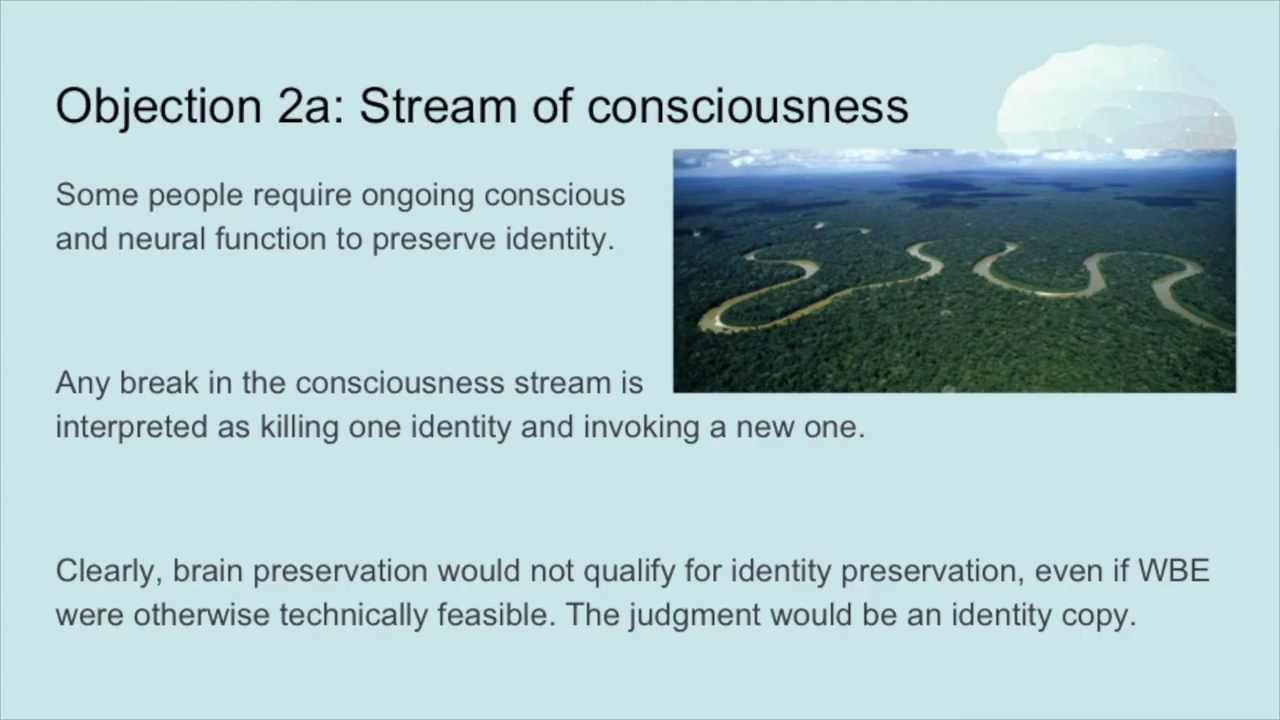 Objection 2a: Stream of consciousness
Some people require ongoing conscious
and neural function to preserve identity.
Any break in the consciousness stream is
interpreted as killing one identity and invoking a new one.
Clearly, brain preservation would not qualify for identity preservation, even if WBE
were otherwise technically feasible. The judgment would be an identity copy.